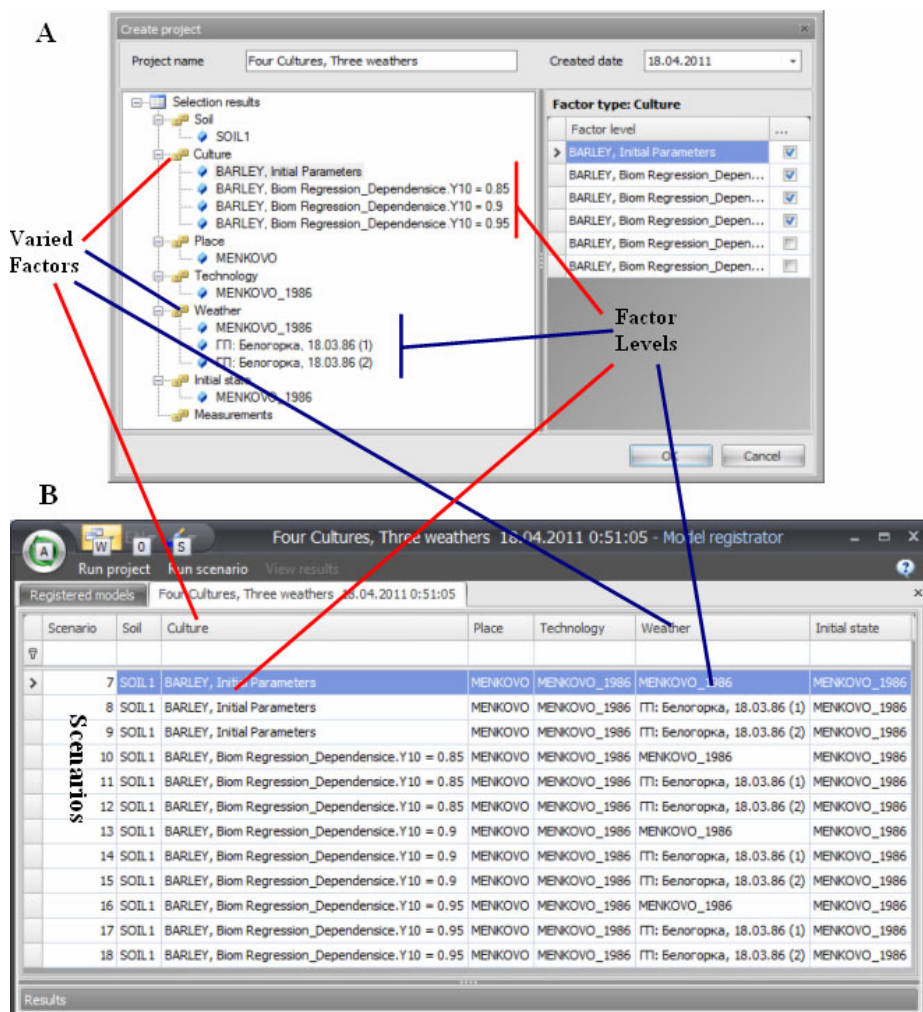 A
Create project
Project name Four Cultures, Three weathers Created date 18.04.2011
Selection results
Soil
SOIL1
Culture
BARLEY, Initial Parameters
BARLEY, Biom Regression_Dependensice.Y10 = 0.85
BARLEY, Biom Regression_Dependensice.Y10 = 0.9
BARLEY, Biom Regression_Dependensice.Y10 = 0.95
Place
MENKOVO
Technology
MENKOVO_1986
Weather
MENKOVO_1986
ГП: Белогорка, 18.03.86 (1)
ГП: Белогорка, 18.03.86 (2)
Initial state
MENKOVO_1986
Measurements
Factor type: Culture
Factor level ...
BARLEY, Initial Parameters
BARLEY, Biom Regression_Depen...
BARLEY, Biom Regression_Depen...
BARLEY, Biom Regression_Depen...
BARLEY, Biom Regression_Depen...
BARLEY, Biom Regression_Depen...
Varied
Factors
Factor
Levels
OK Cancel
B
A W 0 S
Four Cultures, Three weathers 18.04.2011 0:51:05 - Model registrator
Run project Run scenario View results
Registered models Four Cultures, Three weathers 18.04.2011 0:51:05
Scenario Soil Culture Place Technology Weather Initial state
7 SOIL1 BARLEY, Initial Parameters MENKOVO MENKOVO_1986 MENKOVO_1986 MENKOVO_1986
8 SOIL1 BARLEY, Initial Parameters MENKOVO MENKOVO_1986 ГП: Белогорка, 18.03.86 (1) MENKOVO_1986
9 SOIL1 BARLEY, Initial Parameters MENKOVO MENKOVO_1986 ГП: Белогорка, 18.03.86 (2) MENKOVO_1986
10 SOIL1 BARLEY, Biom Regression_Dependensice.Y10 = 0.85 MENKOVO MENKOVO_1986 MENKOVO_1986 MENKOVO_1986
11 SOIL1 BARLEY, Biom Regression_Dependensice.Y10 = 0.85 MENKOVO MENKOVO_1986 ГП: Белогорка, 18.03.86 (1) MENKOVO_1986
12 SOIL1 BARLEY, Biom Regression_Dependensice.Y10 = 0.85 MENKOVO MENKOVO_1986 ГП: Белогорка, 18.03.86 (2) MENKOVO_1986
13 SOIL1 BARLEY, Biom Regression_Dependensice.Y10 = 0.9 MENKOVO MENKOVO_1986 MENKOVO_1986 MENKOVO_1986
14 SOIL1 BARLEY, Biom Regression_Dependensice.Y10 = 0.9 MENKOVO MENKOVO_1986 ГП: Белогорка, 18.03.86 (1) MENKOVO_1986
15 SOIL1 BARLEY, Biom Regression_Dependensice.Y10 = 0.9 MENKOVO MENKOVO_1986 ГП: Белогорка, 18.03.86 (2) MENKOVO_1986
16 SOIL1 BARLEY, Biom Regression_Dependensice.Y10 = 0.95 MENKOVO MENKOVO_1986 MENKOVO_1986 MENKOVO_1986
17 SOIL1 BARLEY, Biom Regression_Dependensice.Y10 = 0.95 MENKOVO MENKOVO_1986 ГП: Белогорка, 18.03.86 (1) MENKOVO_1986
18 SOIL1 BARLEY, Biom Regression_Dependensice.Y10 = 0.95 MENKOVO MENKOVO_1986 ГП: Белогорка, 18.03.86 (2) MENKOVO_1986
Scenarios
Results